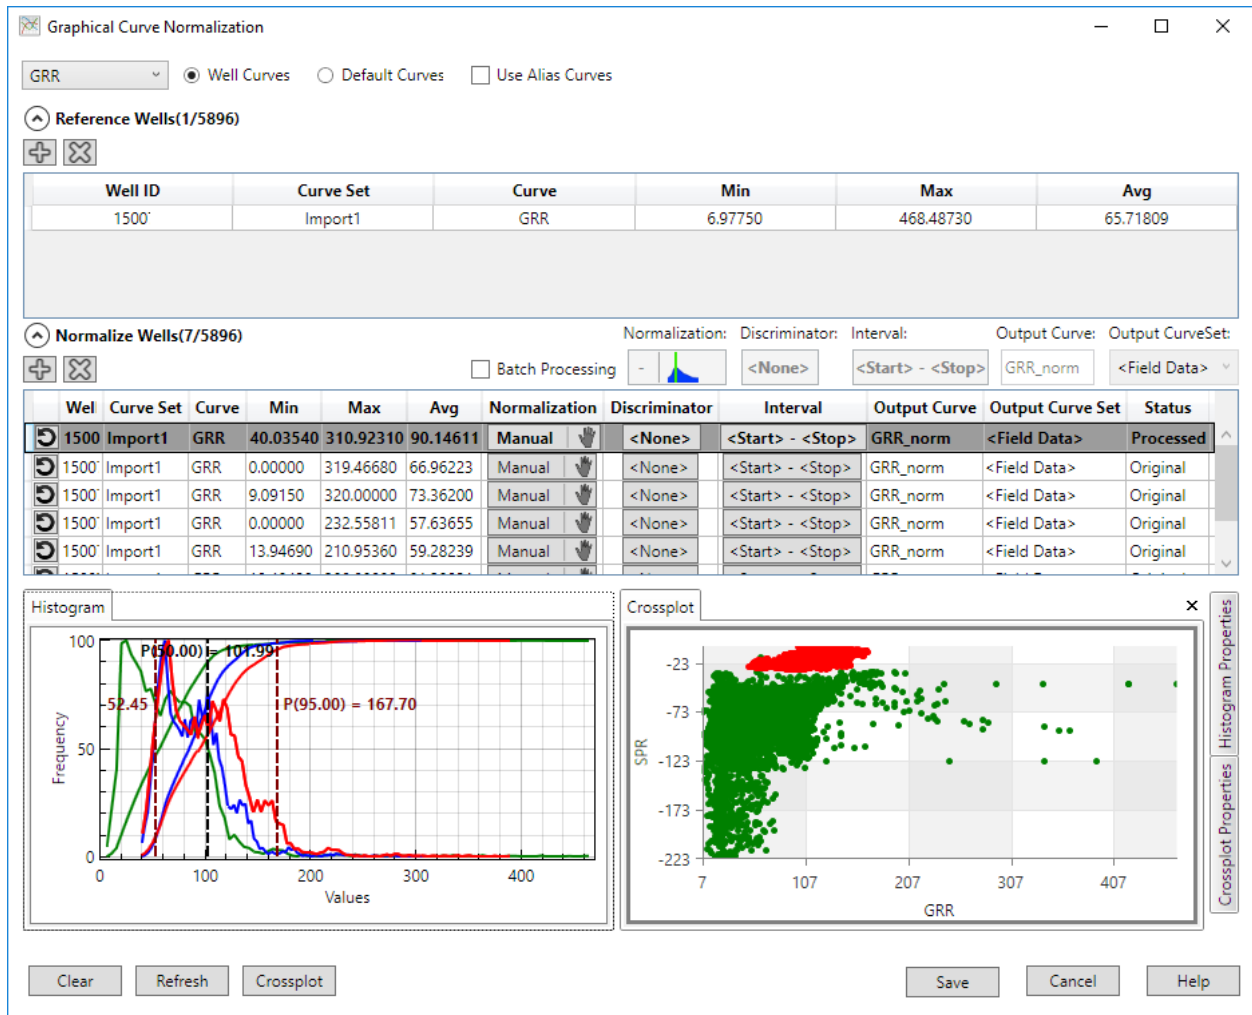 Graphical Curve Normalization
GRR Well Curves Default Curves Use Alias Curves
Reference Wells(1/5896)
Well ID Curve Set Curve Min Max Avg
1500 Import1 GRR 6.97750 468.48730 65.71809
Normalize Wells(7/5896) Normalization: Discriminator: Interval: Output Curve: Output CurveSet:
Batch Processing - <None> <Start> - <Stop> GRR_norm <Field Data>
Wel Curve Set Curve Min Max Avg Normalization Discriminator Interval Output Curve Output Curve Set Status
1500 Import1 GRR 40.03540 310.92310 90.14611 Manual <None> <Start> - <Stop> GRR_norm <Field Data> Processed
1500 Import1 GRR 0.00000 319.46680 66.96223 Manual <None> <Start> - <Stop> GRR_norm <Field Data> Original
1500 Import1 GRR 9.09150 320.00000 73.36200 Manual <None> <Start> - <Stop> GRR_norm <Field Data> Original
1500 Import1 GRR 0.00000 232.55811 57.63655 Manual <None> <Start> - <Stop> GRR_norm <Field Data> Original
1500 Import1 GRR 13.94690 210.95360 59.28239 Manual <None> <Start> - <Stop> GRR_norm <Field Data> Original
Histogram
100
50
0
Frequency
P(50.00) = 101.99
52.45
P(95.00) = 167.70
0 100 200 300 400
Values
Crossplot
-23
-73
-123
-173
-223
SPR
7 107 207 307 407
GRR
Histogram Properties
Crossplot Properties
Clear Refresh Crossplot Save Cancel Help